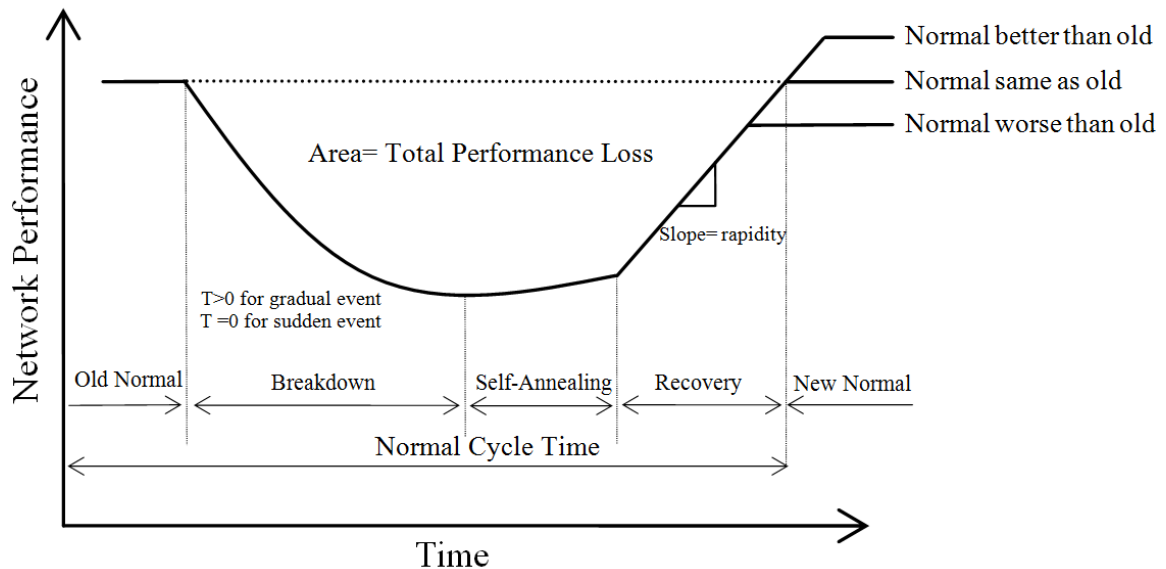 Normal better than old
Normal same as old
Normal worse than old
Area= Total Performance Loss
Slope= rapidity
T>0 for gradual event
T =0 for sudden event
Old Normal
Breakdown
Self-Annealing
Recovery
New Normal
Normal Cycle Time
Network Performance
Time